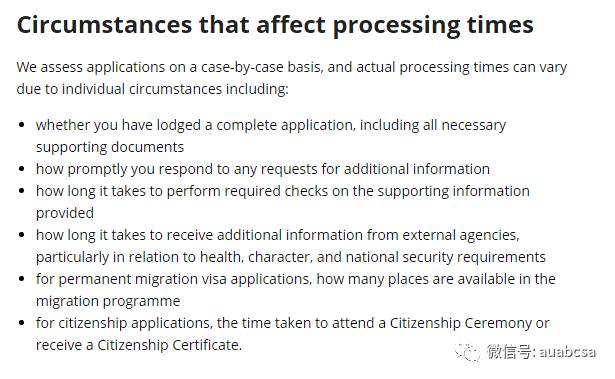 Circumstances that affect processing times
We assess applications on a case-by-case basis, and actual processing times can vary
due to individual circumstances including:
• whether you have lodged a complete application, including all necessary
supporting documents
• how promptly you respond to any requests for additional information
• how long it takes to perform required checks on the supporting information
provided
• how long it takes to receive additional information from external agencies,
particularly in relation to health, character, and national security requirements
• for permanent migration visa applications, how many places are available in the
migration programme
• for citizenship applications, the time taken to attend a Citizenship Ceremony or
receive a Citizenship Certificate.
微信号: auabcsa